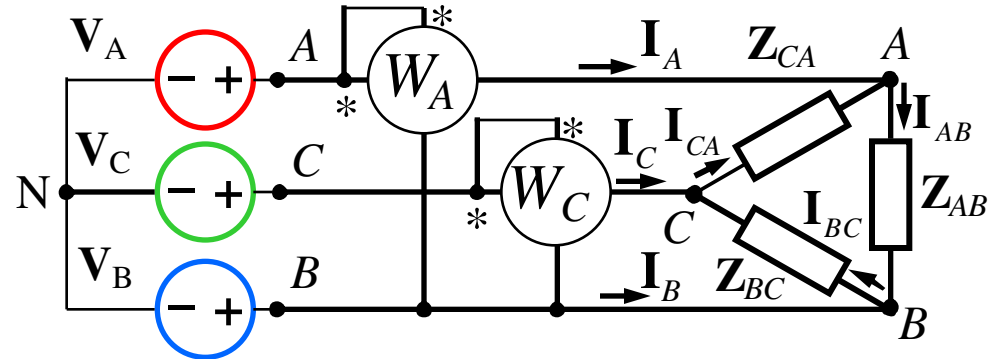 V_A − + A * * W_A I_A Z_CA A
I_AB
V_C − + C * * W_C I_C I_CA C Z_AB
N
I_BC
V_B − + B I_B Z_BC B